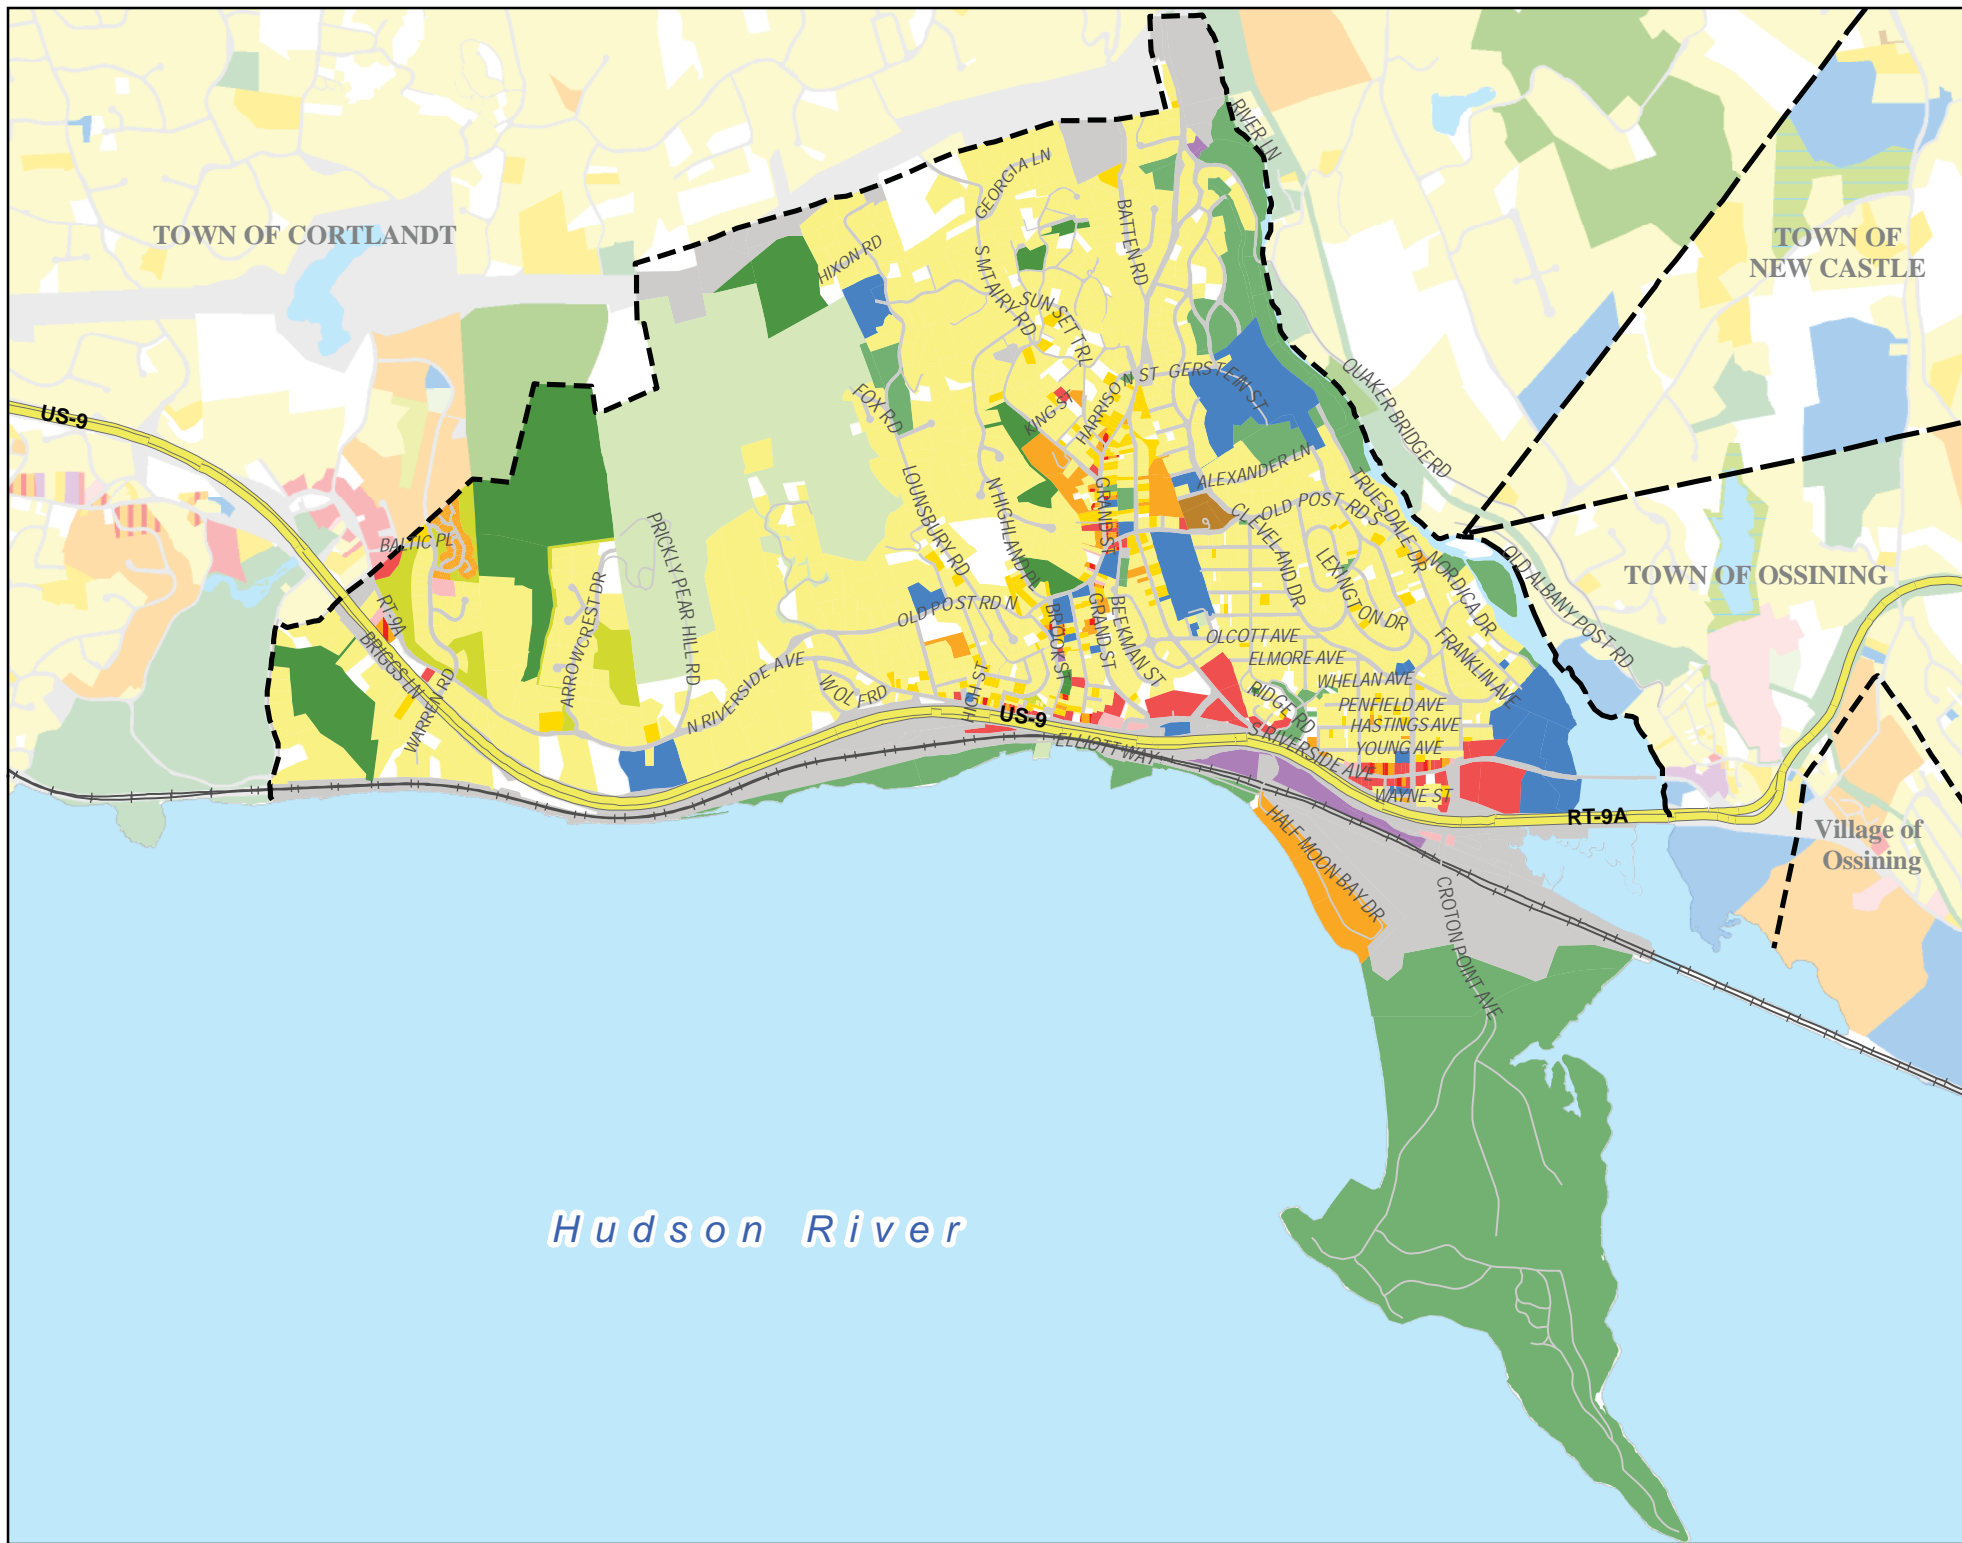 RIVER LN
GEORGIA LN
TOWN OF CORTLANDT
HIXON RD
BATTEN RD
TOWN OF
NEW CASTLE
S MT AIRY RD
SUNSET TRL
QUAKER BRIDGE RD
HARRISON ST
GERSTEIN ST
US-9
FOX RD
KING ST
ALEXANDER LN
LOUNSBURY RD
N HIGHLAND PL
GRAND ST
OLD POST RD S
TRUESDALE DR
CLEVELAND DR
PRICKLY PEAR HILL RD
BALTIC PL
LEXINGTON DR
NORDICA DR
OLD ALBANY POST RD
TOWN OF OSSINING
RT-9A
ARROWCREST DR
OLD POST RD N
BROOK ST
GRAND ST
BEEKMAN ST
OLCOTT AVE
FRANKLIN AVE
BRIGGS LN
ELMORE AVE
WHELAN AVE
WARREN RD
N RIVERSIDE AVE
WOLF RD
HIGH ST
RIDGE RD
PENFIELD AVE
HASTINGS AVE
US-9
ELLIOTT WAY
S RIVERSIDE AVE
YOUNG AVE
WAYNE ST
RT-9A
Village of
Ossining
HALF MOON BAY DR
CROTON POINT AVE
Hudson River